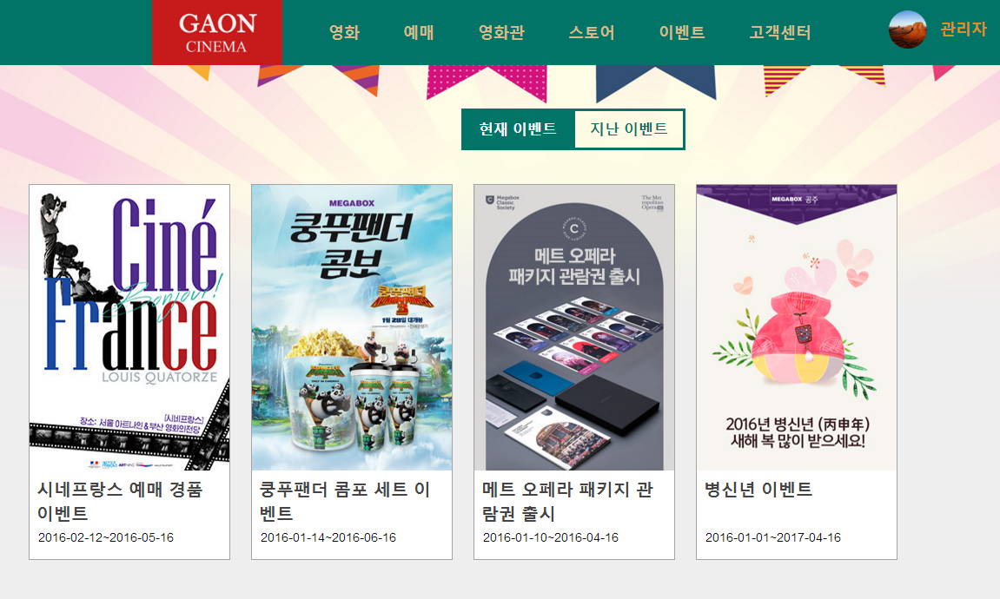 GAON
CINEMA
영화 예매 영화관 스토어 이벤트 고객센터 관리자
현재 이벤트 지난 이벤트
Ciné
Bonjour!
France
LOUIS QUATORZE
[시네프랑스]
장소: 서울 아트나인 & 부산 영화의전당
시네프랑스 예매 경품
이벤트
2016-02-12~2016-05-16
MEGABOX
쿵푸팬더
콤보
쿵푸팬더
3
1월 28일 대개봉
쿵푸팬더 콤포 세트 이
벤트
2016-01-14~2016-06-16
Megabox
Classic
Society
The Met
ropolitan
Opera
C
메트 오페라
패키지 관람권 출시
메트 오페라 패키지 관
람권 출시
2016-01-10~2016-04-16
MEGABOX 공주
2016년 병신년 (丙申年)
새해 복 많이 받으세요!
병신년 이벤트
2016-01-01~2017-04-16